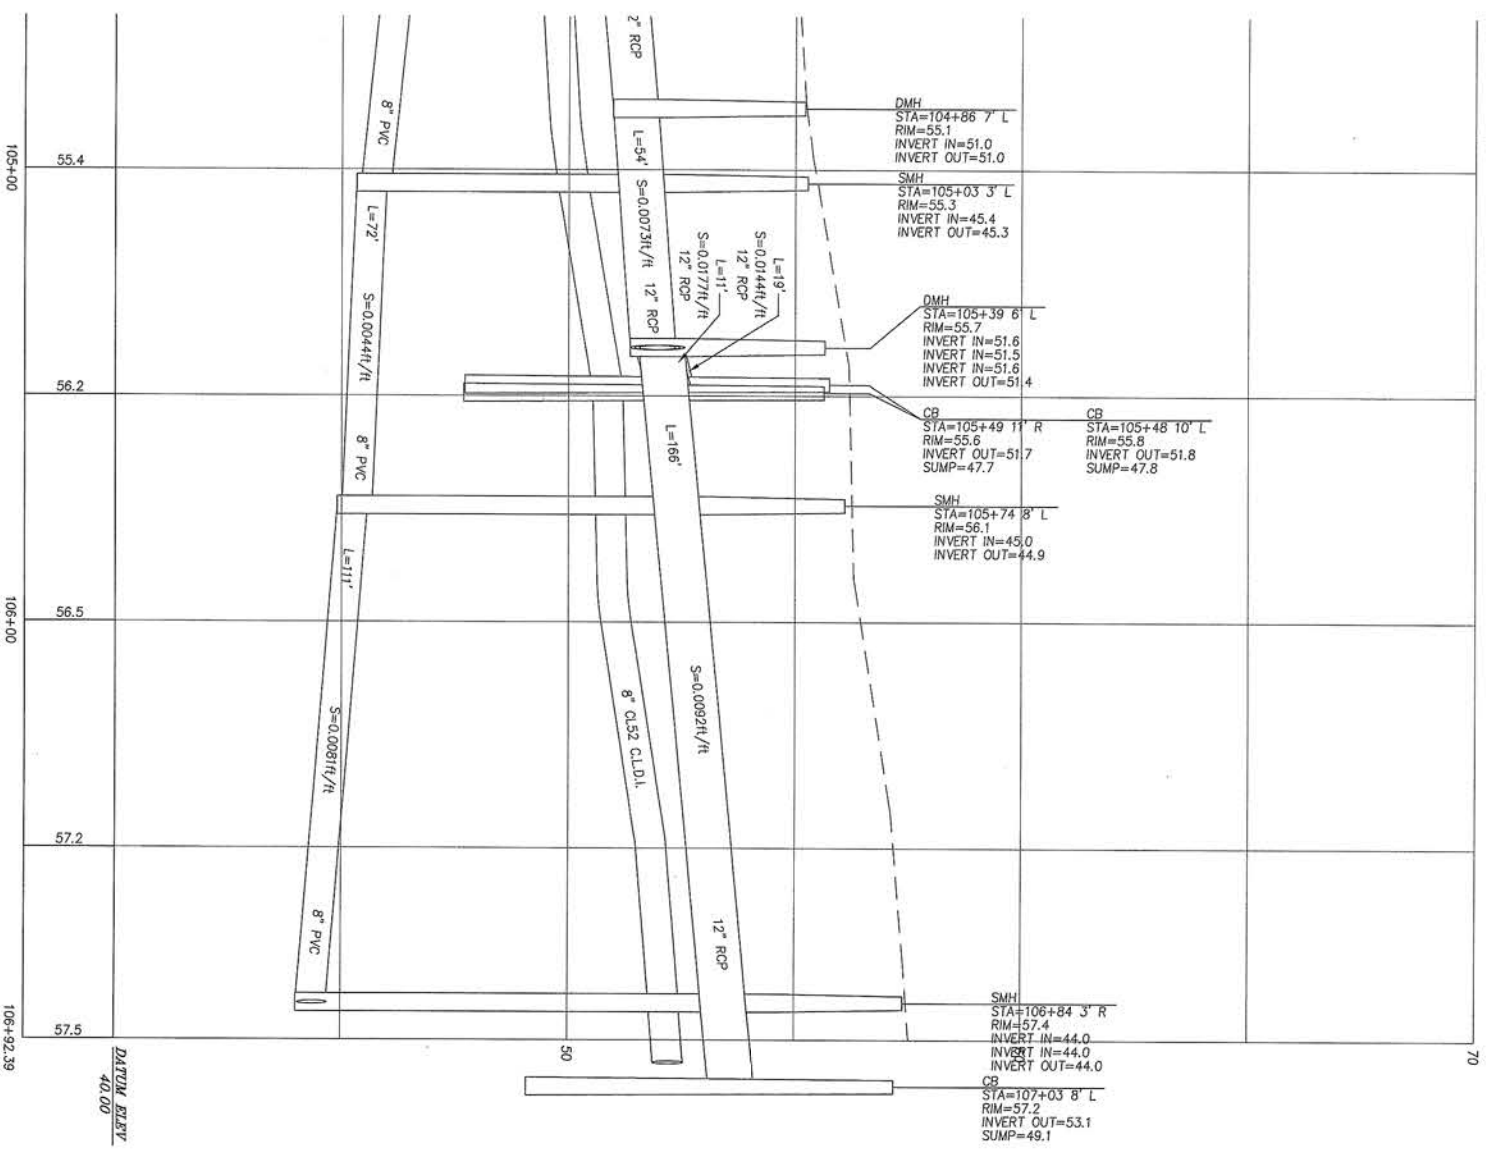 2" RCP
8" PVC
DMH
STA=104+86 7' L
RIM=55.1
INVERT IN=51.0
INVERT OUT=51.0
105+00
55.4
L=54' S=0.0073ft/ft 12" RCP
SMH
STA=105+03 3' L
RIM=55.3
INVERT IN=45.4
INVERT OUT=45.3
L=72' S=0.0044ft/ft 8" PVC
L=19'
S=0.0144ft/ft
12" RCP
L=11'
S=0.0177ft/ft
12" RCP
DMH
STA=105+39 6' L
RIM=55.7
INVERT IN=51.6
INVERT IN=51.5
INVERT IN=51.6
INVERT OUT=51.4
56.2
CB
STA=105+49 11' R
RIM=55.6
INVERT OUT=51.7
SUMP=47.7
CB
STA=105+48 10' L
RIM=55.8
INVERT OUT=51.8
SUMP=47.8
L=166' S=0.0092ft/ft 12" RCP
SMH
STA=105+74 8' L
RIM=56.1
INVERT IN=45.0
INVERT OUT=44.9
L=111' S=0.0081ft/ft 8" PVC
106+00
56.5
8" CL52 C.L.D.I.
57.2
106+92.39
57.5
SMH
STA=106+84 3' R
RIM=57.4
INVERT IN=44.0
INVERT IN=44.0
INVERT OUT=44.0
CB
STA=107+03 8' L
RIM=57.2
INVERT OUT=53.1
SUMP=49.1
50
60
70
DATUM ELEV
40.00